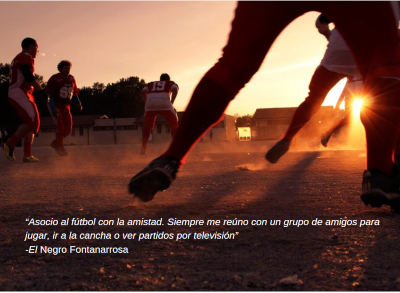 19
“Asocio al fútbol con la amistad. Siempre me reúno con un grupo de amigos para
jugar, ir a la cancha o ver partidos por televisión”
-El Negro Fontanarrosa